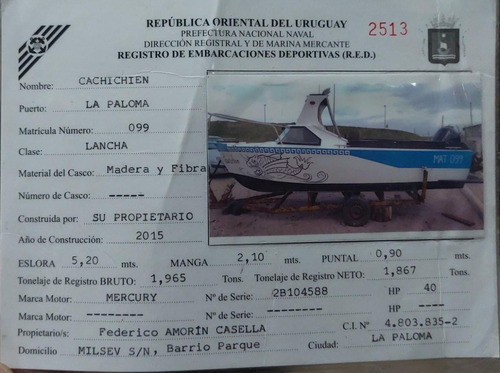 REPÚBLICA ORIENTAL DEL URUGUAY
PREFECTURA NACIONAL NAVAL
2513
DIRECCIÓN REGISTRAL Y DE MARINA MERCANTE
REGISTRO DE EMBARCACIONES DEPORTIVAS (R.E.D.)
Nombre: CACHICHIEN
Puerto: LA PALOMA
Matrícula Número: 099
Clase: LANCHA
Material del Casco: Madera y Fibra
Número de Casco: -----
Construida por: SU PROPIETARIO
Año de Construcción: 2015
MAT. 099
ESLORA 5,20 mts. MANGA 2,10 mts. PUNTAL 0,90 mts.
Tonelaje de Registro BRUTO: 1,965 Tons. Tonelaje de Registro NETO: 1,867 Tons.
Marca Motor: MERCURY Nº de Serie: 2B104588 HP 40
Marca Motor: --------- Nº de Serie: --------- HP ----
Propietario/s: Federico AMORÍN CASELLA C.I Nº 4.803.835-2
Domicilio MILSEV S/N, Barrio Parque Ciudad: LA PALOMA